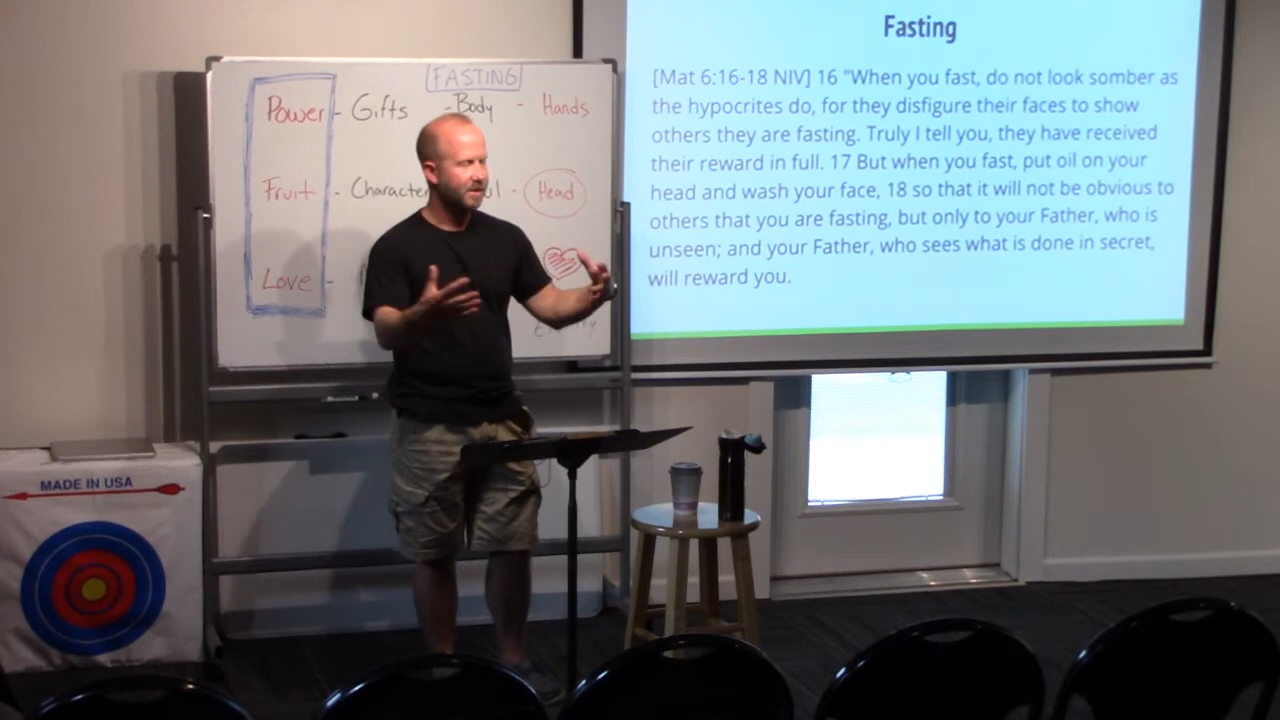 FASTING
Power - Gifts - Body - Hands
Fruit - Character - Head
Love -
Fasting
[Mat 6:16-18 NIV] 16 "When you fast, do not look somber as
the hypocrites do, for they disfigure their faces to show
others they are fasting. Truly I tell you, they have received
their reward in full. 17 But when you fast, put oil on your
head and wash your face, 18 so that it will not be obvious to
others that you are fasting, but only to your Father, who is
unseen; and your Father, who sees what is done in secret,
will reward you.
MADE IN USA